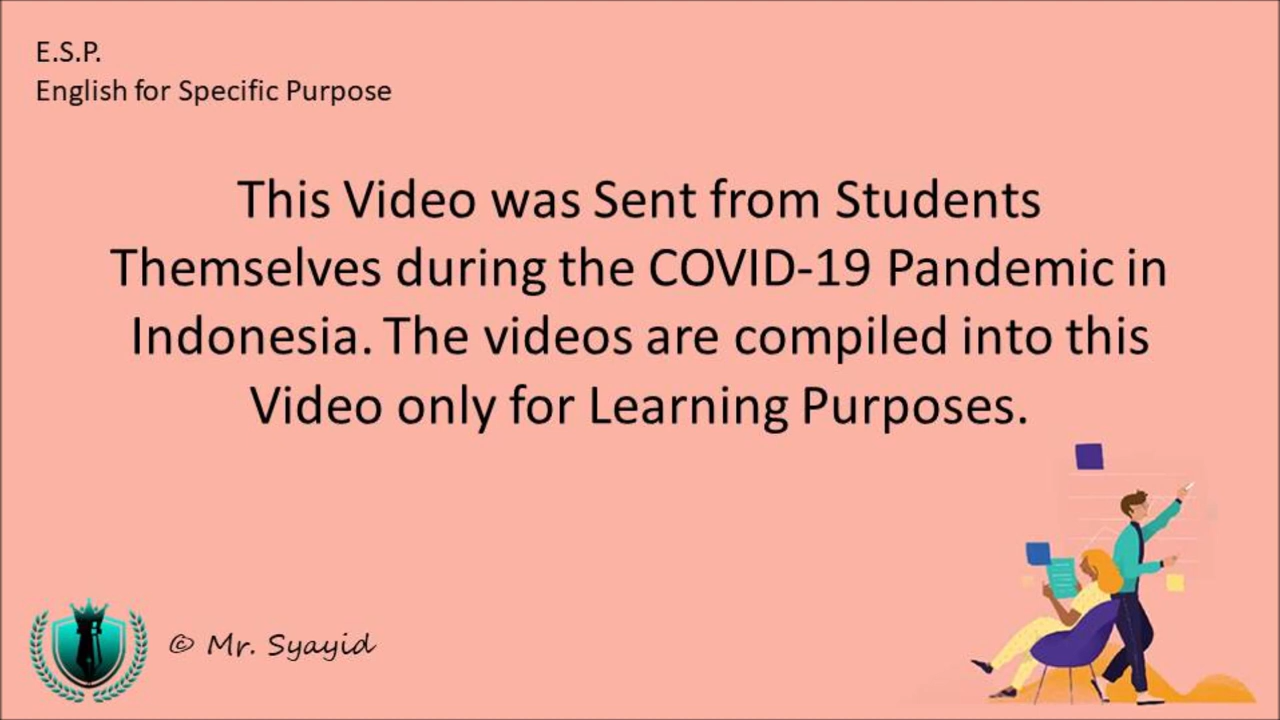 E.S.P.
English for Specific Purpose
This Video was Sent from Students
Themselves during the COVID-19 Pandemic in
Indonesia. The videos are compiled into this
Video only for Learning Purposes.
© Mr. Syayid